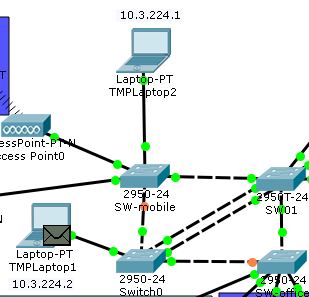 10.3.224.1
Laptop-PT
TMPLaptop2
essPoint-PT-N
ccess Point0
2950-24
SW-mobile
2950T-24
SW01
Laptop-PT
TMPLaptop1
10.3.224.2
2950-24
Switch0
2950-24
SW-office